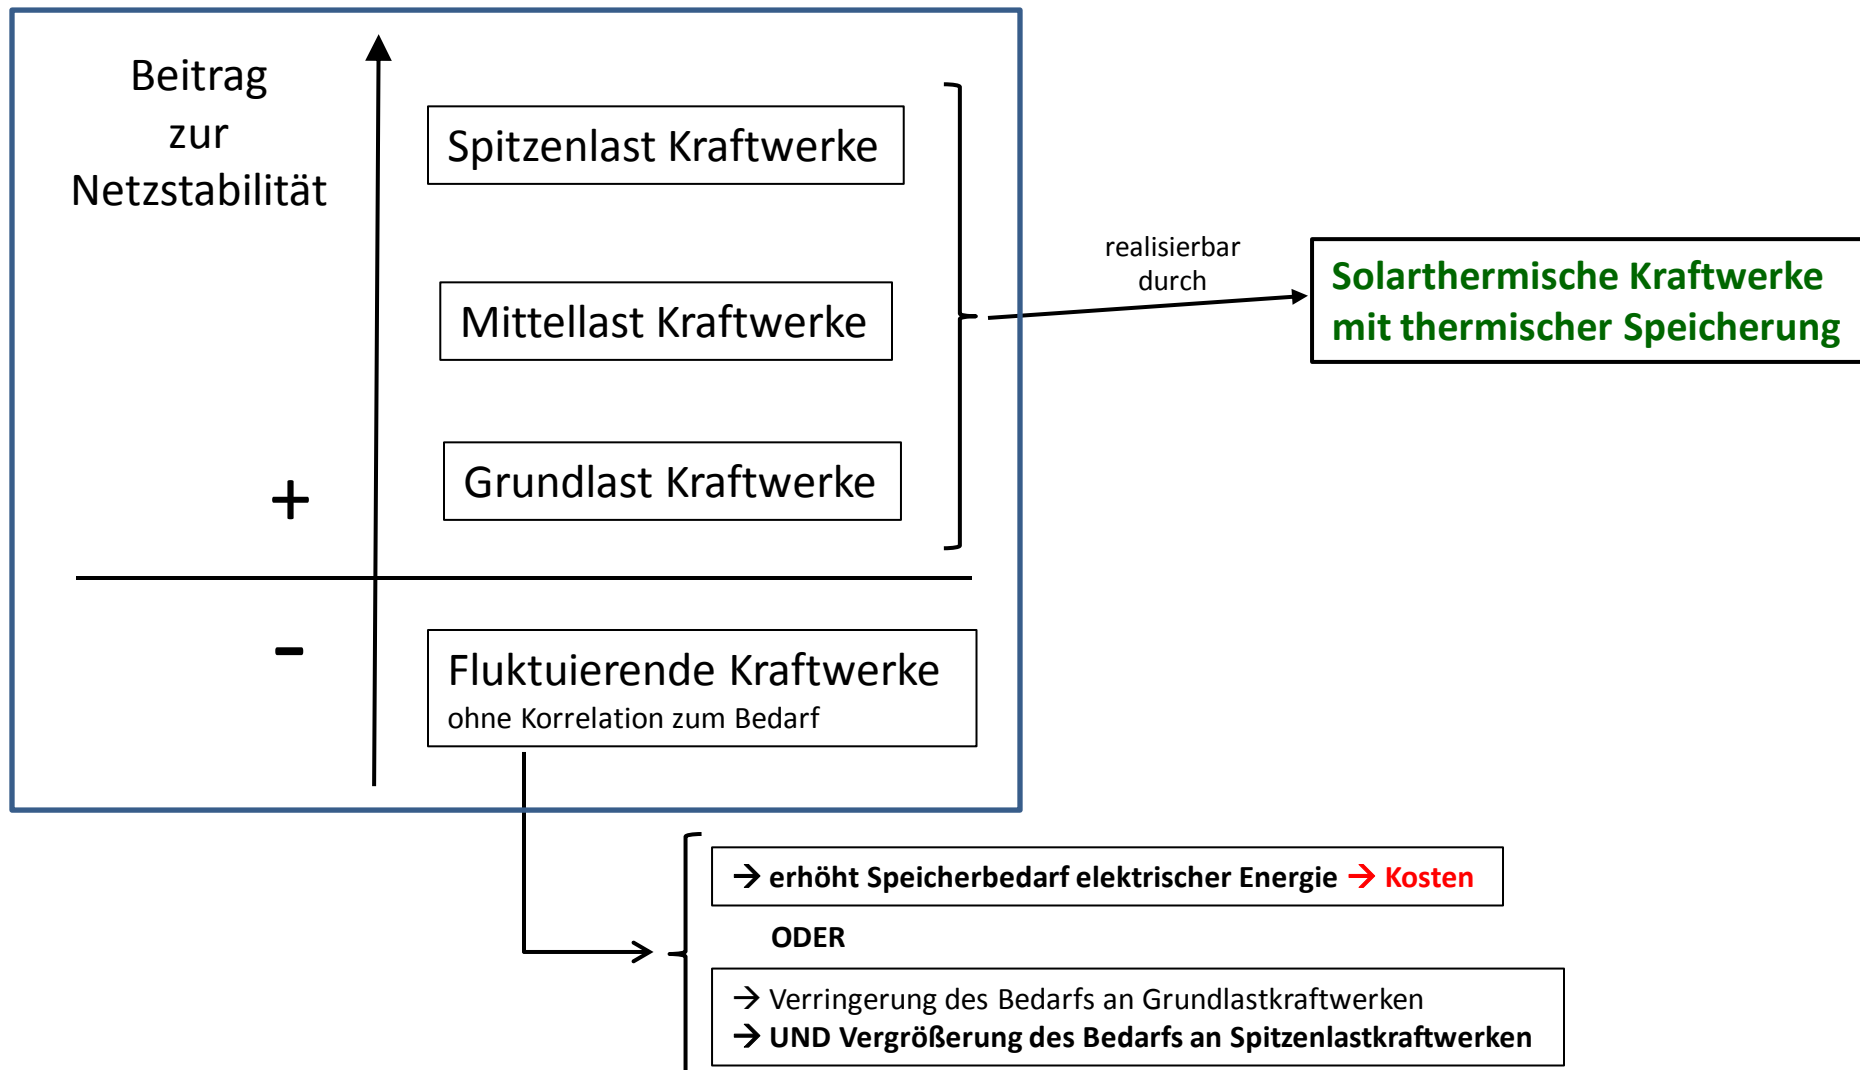 Beitrag
zur
Netzstabilität
Spitzenlast Kraftwerke
Mittellast Kraftwerke
Grundlast Kraftwerke
+
-
Fluktuierende Kraftwerke
ohne Korrelation zum Bedarf
realisierbar
durch
Solarthermische Kraftwerke
mit thermischer Speicherung
→ erhöht Speicherbedarf elektrischer Energie → Kosten
ODER
→ Verringerung des Bedarfs an Grundlastkraftwerken
→ UND Vergrößerung des Bedarfs an Spitzenlastkraftwerken